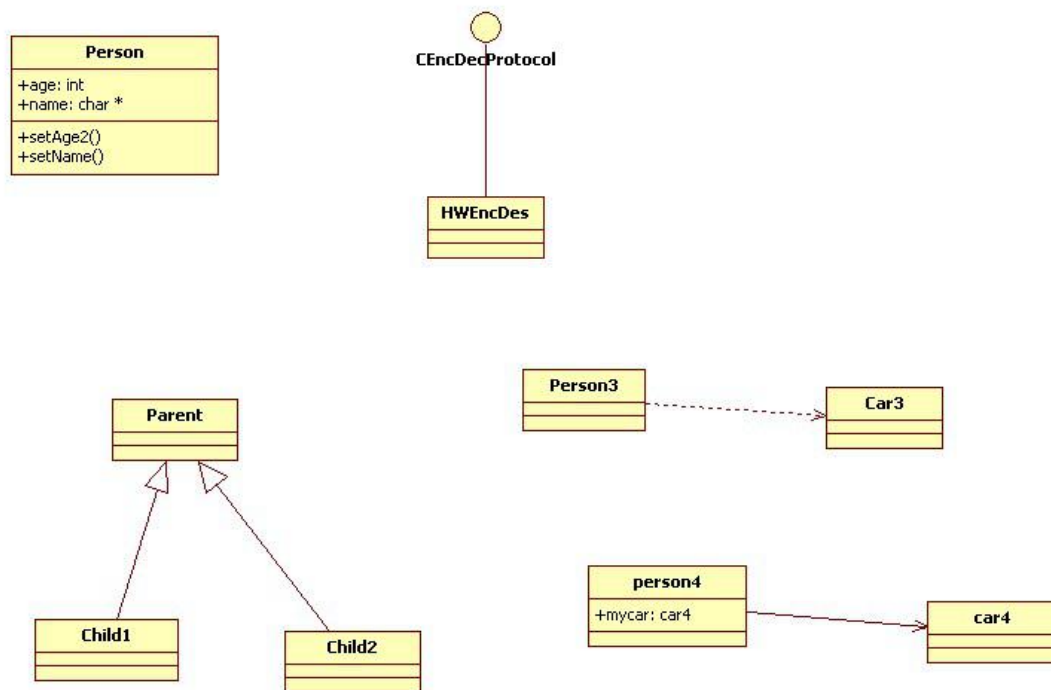 Person
+age: int
+name: char *
+setAge2()
+setName()
CEncDecProtocol
HWEncDes
Parent
Child1
Child2
Person3
Car3
person4
+mycar: car4
car4